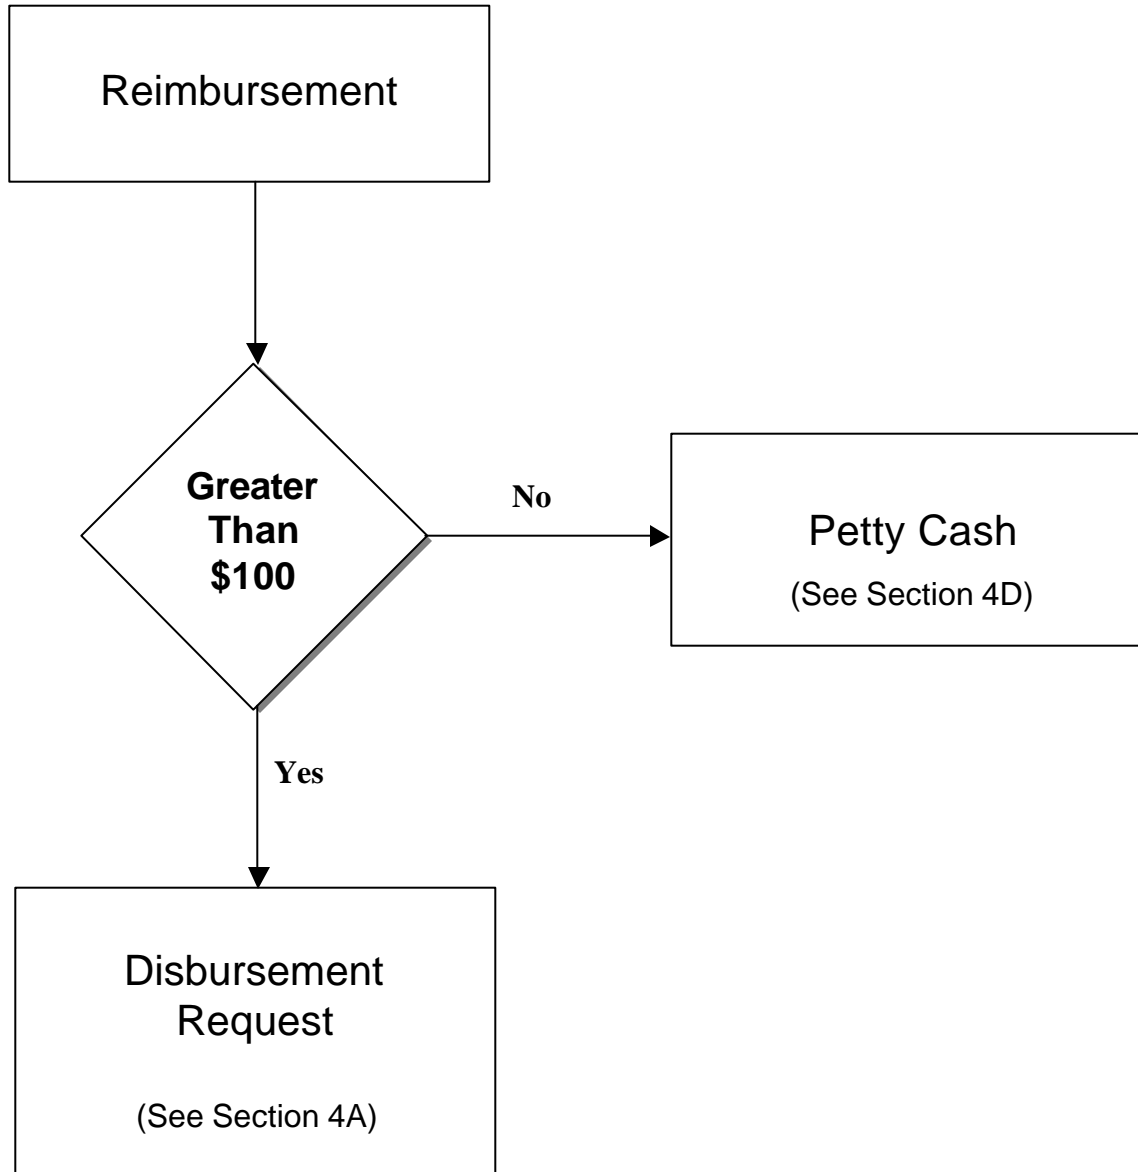 Reimbursement
Greater
Than
$100
No
Petty Cash
(See Section 4D)
Yes
Disbursement
Request
(See Section 4A)